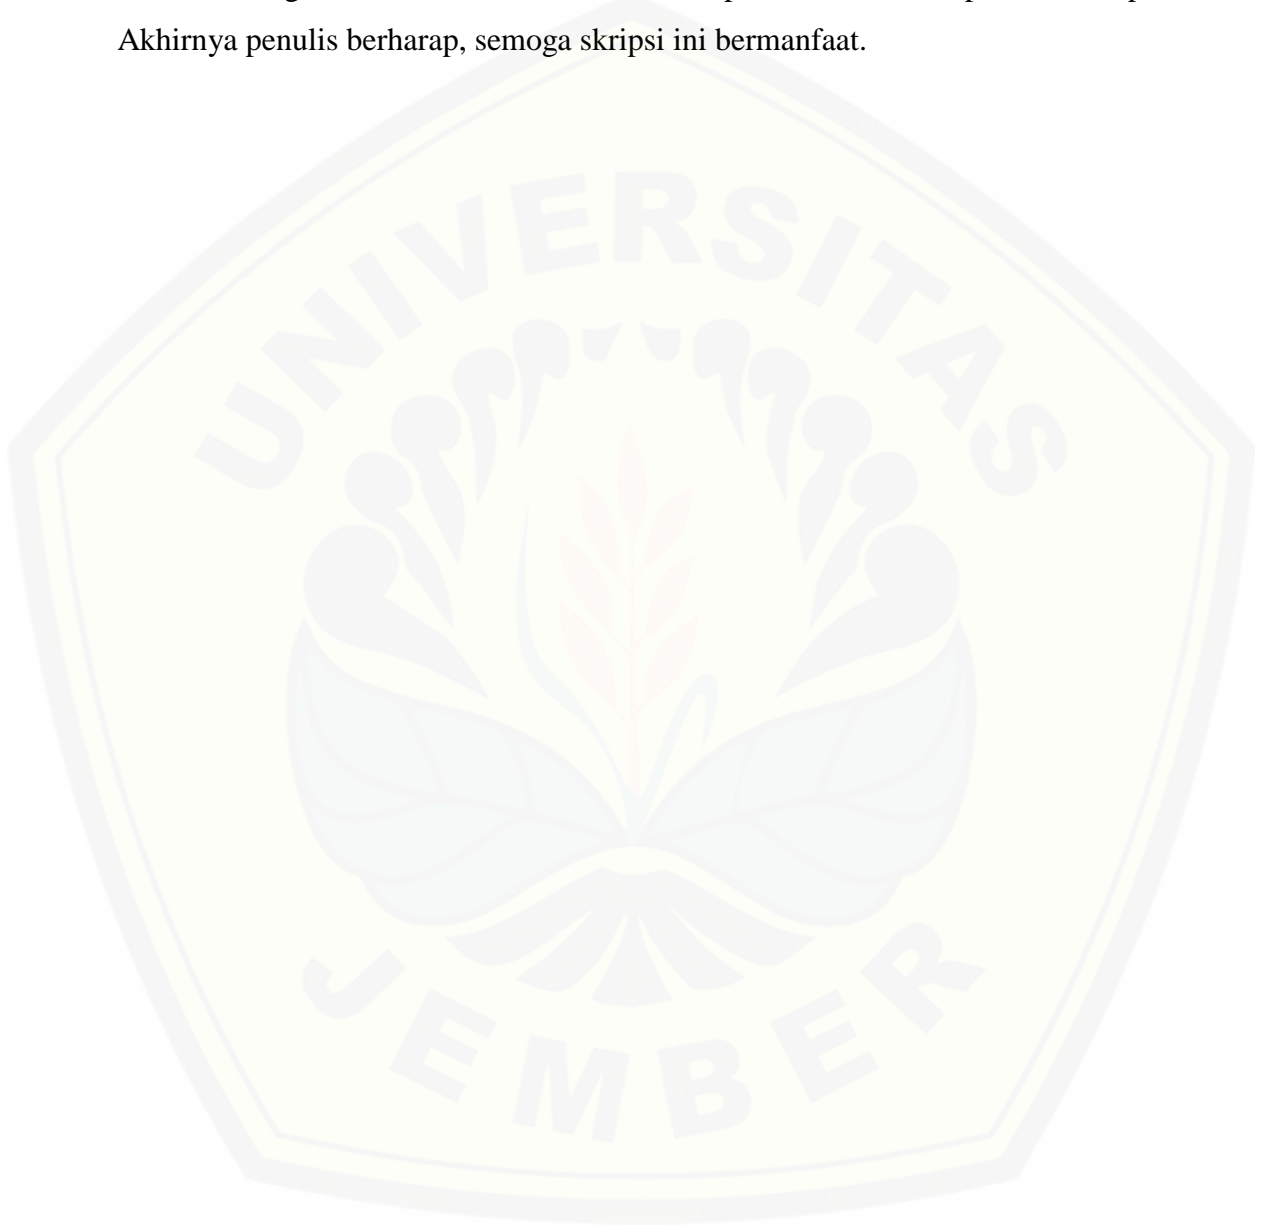 Akhirnya penulis berharap, semoga skripsi ini bermanfaat.
UNIVERSITAS
JEMBER